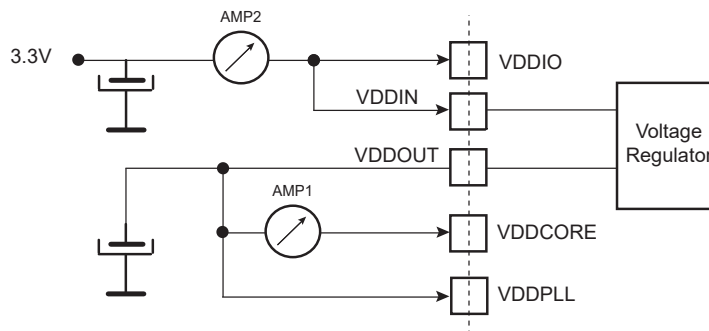 AMP2
3.3V
VDDIO
VDDIN
Voltage
Regulator
VDDOUT
AMP1
VDDCORE
VDDPLL